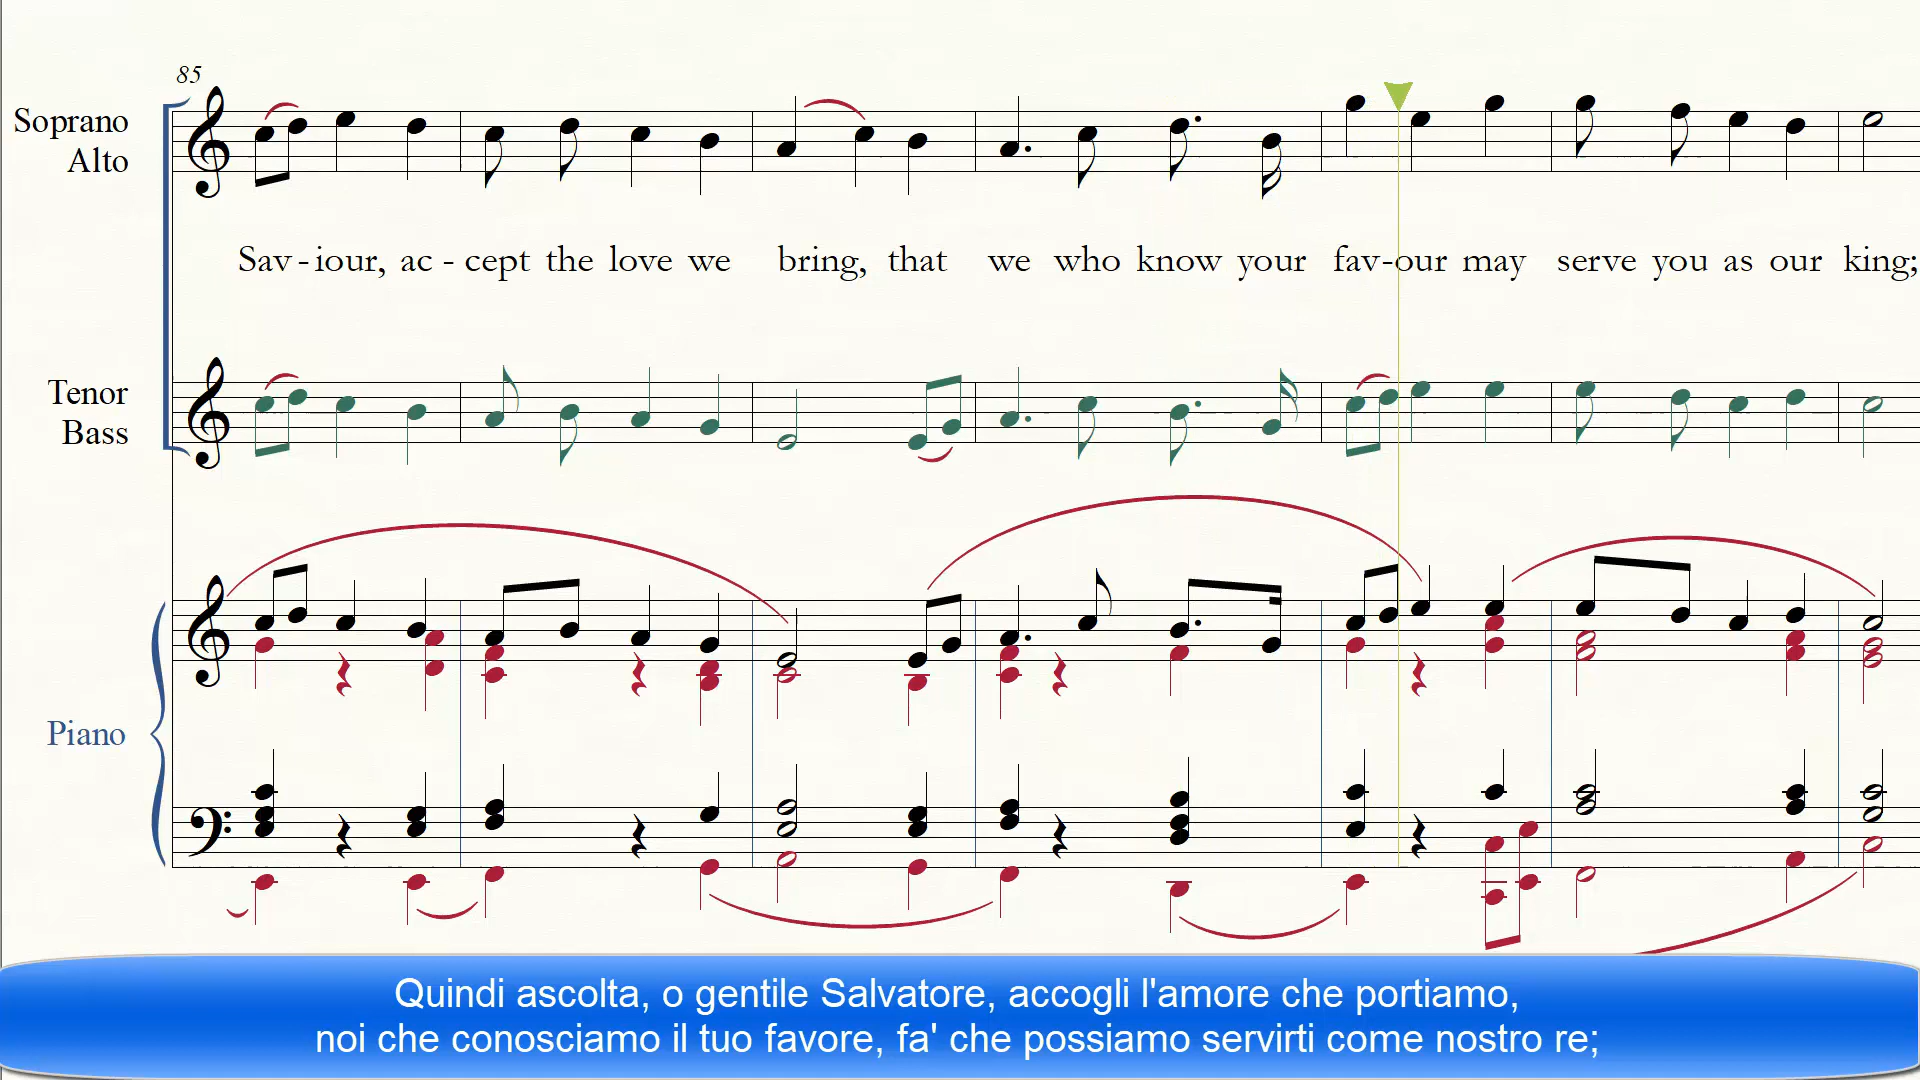 85
Soprano
Alto
Sav - iour, ac - cept the love we bring, that we who know your fav-our may serve you as our king;
Tenor
Bass
Piano
Quindi ascolta, o gentile Salvatore, accogli l'amore che portiamo,
noi che conosciamo il tuo favore, fa' che possiamo servirti come nostro re;